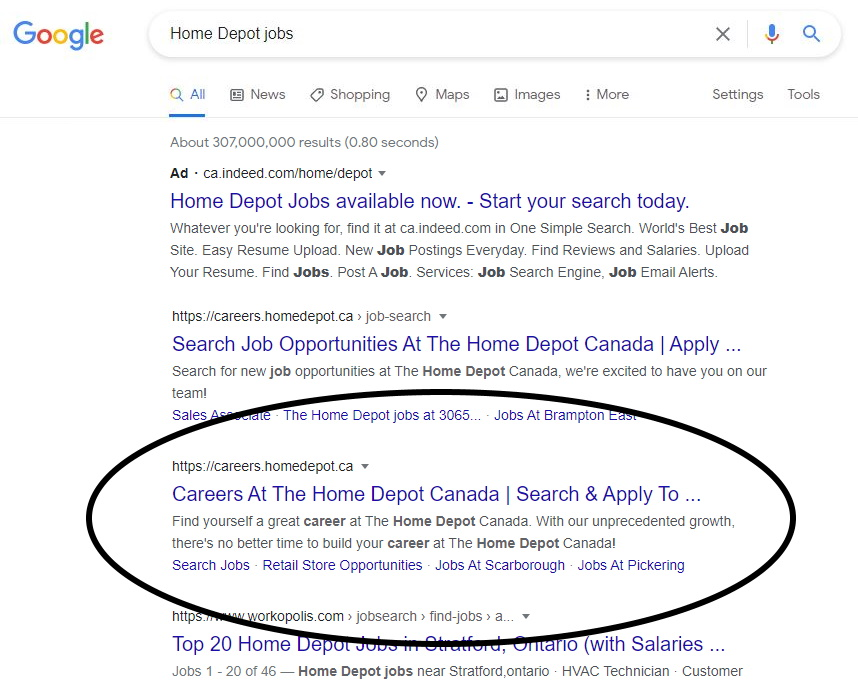 Google
Home Depot jobs
All News Shopping Maps Images More Settings Tools
About 307,000,000 results (0.80 seconds)
Ad · ca.indeed.com/home/depot
Home Depot Jobs available now. - Start your search today.
Whatever you're looking for, find it at ca.indeed.com in One Simple Search. World's Best Job
Site. Easy Resume Upload. New Job Postings Everyday. Find Reviews and Salaries. Upload
Your Resume. Find Jobs. Post A Job. Services: Job Search Engine, Job Email Alerts.
https://careers.homedepot.ca › job-search
Search Job Opportunities At The Home Depot Canada | Apply ...
Search for new job opportunities at The Home Depot Canada, we're excited to have you on our
team!
Sales Associate · The Home Depot jobs at 3065... · Jobs At Brampton East
https://careers.homedepot.ca
Careers At The Home Depot Canada | Search & Apply To ...
Find yourself a great career at The Home Depot Canada. With our unprecedented growth,
there's no better time to build your career at The Home Depot Canada!
Search Jobs · Retail Store Opportunities · Jobs At Scarborough · Jobs At Pickering
https://www.workopolis.com › jobsearch › find-jobs › a...
Top 20 Home Depot Jobs in Stratford, Ontario (with Salaries ...
Jobs 1 - 20 of 46 — Home Depot jobs near Stratford,ontario · HVAC Technician · Customer